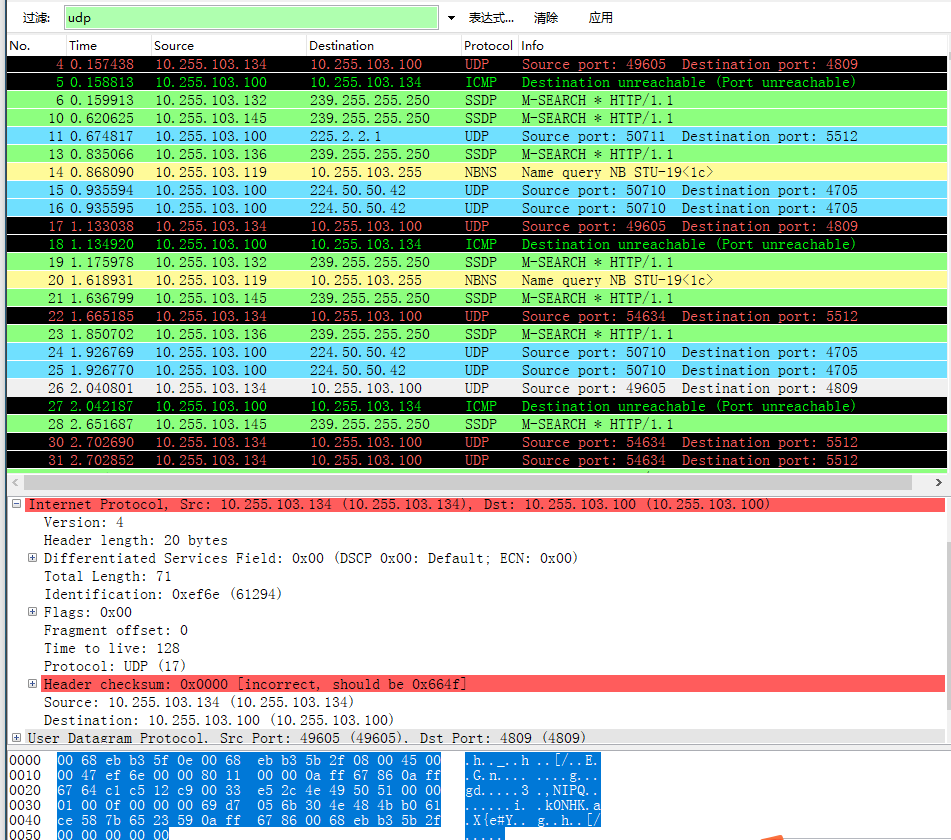 过滤: udp 表达式... 清除 应用
No. Time Source Destination Protocol Info
4 0.157438 10.255.103.134 10.255.103.100 UDP Source port: 49605 Destination port: 4809
5 0.158813 10.255.103.100 10.255.103.134 ICMP Destination unreachable (Port unreachable)
6 0.159913 10.255.103.132 239.255.255.250 SSDP M-SEARCH * HTTP/1.1
10 0.620625 10.255.103.145 239.255.255.250 SSDP M-SEARCH * HTTP/1.1
11 0.674817 10.255.103.100 225.2.2.1 UDP Source port: 50711 Destination port: 5512
13 0.835066 10.255.103.136 239.255.255.250 SSDP M-SEARCH * HTTP/1.1
14 0.868090 10.255.103.119 10.255.103.255 NBNS Name query NB STU-19<1c>
15 0.935594 10.255.103.100 224.50.50.42 UDP Source port: 50710 Destination port: 4705
16 0.935595 10.255.103.100 224.50.50.42 UDP Source port: 50710 Destination port: 4705
17 1.133038 10.255.103.134 10.255.103.100 UDP Source port: 49605 Destination port: 4809
18 1.134920 10.255.103.100 10.255.103.134 ICMP Destination unreachable (Port unreachable)
19 1.175978 10.255.103.132 239.255.255.250 SSDP M-SEARCH * HTTP/1.1
20 1.618931 10.255.103.119 10.255.103.255 NBNS Name query NB STU-19<1c>
21 1.636799 10.255.103.145 239.255.255.250 SSDP M-SEARCH * HTTP/1.1
22 1.665185 10.255.103.134 10.255.103.100 UDP Source port: 54634 Destination port: 5512
23 1.850702 10.255.103.136 239.255.255.250 SSDP M-SEARCH * HTTP/1.1
24 1.926769 10.255.103.100 224.50.50.42 UDP Source port: 50710 Destination port: 4705
25 1.926770 10.255.103.100 224.50.50.42 UDP Source port: 50710 Destination port: 4705
26 2.040801 10.255.103.134 10.255.103.100 UDP Source port: 49605 Destination port: 4809
27 2.042187 10.255.103.100 10.255.103.134 ICMP Destination unreachable (Port unreachable)
28 2.651687 10.255.103.145 239.255.255.250 SSDP M-SEARCH * HTTP/1.1
30 2.702690 10.255.103.134 10.255.103.100 UDP Source port: 54634 Destination port: 5512
31 2.702852 10.255.103.134 10.255.103.100 UDP Source port: 54634 Destination port: 5512
Internet Protocol, Src: 10.255.103.134 (10.255.103.134), Dst: 10.255.103.100 (10.255.103.100)
Version: 4
Header length: 20 bytes
Differentiated Services Field: 0x00 (DSCP 0x00: Default; ECN: 0x00)
Total Length: 71
Identification: 0xef6e (61294)
Flags: 0x00
Fragment offset: 0
Time to live: 128
Protocol: UDP (17)
Header checksum: 0x0000 [incorrect, should be 0x664f]
Source: 10.255.103.134 (10.255.103.134)
Destination: 10.255.103.100 (10.255.103.100)
User Datagram Protocol, Src Port: 49605 (49605), Dst Port: 4809 (4809)
0000 00 68 eb b3 5f 0e 00 68 eb b3 5b 2f 08 00 45 00 .h.._..h ..[/..E.
0010 00 47 ef 6e 00 00 80 11 00 00 0a ff 67 86 0a ff .G.n.... ....g...
0020 67 64 c1 c5 12 c9 00 33 e5 2c 4e 49 50 51 00 00 gd.....3 .,NIPQ..
0030 01 00 0f 00 00 00 69 d7 05 6b 30 4e 48 4b b0 61 ......i. .k0NHK.a
0040 ce 58 7b 65 23 59 0a ff 67 86 00 68 eb b3 5b 2f .X{e#Y.. g..h..[/
0050 00 00 00 00 00 .....